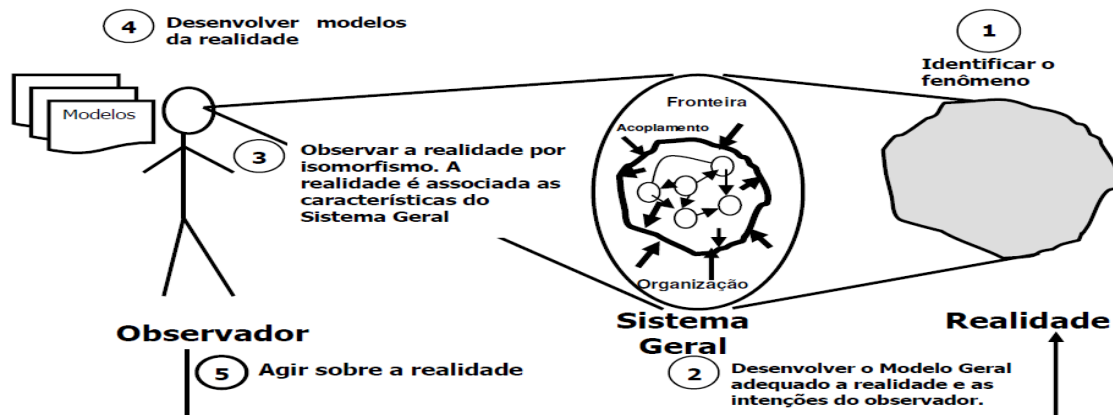 4
Desenvolver modelos
da realidade
1
Identificar o
fenômeno
Modelos
Fronteira
Acoplamento
3
Observar a realidade por
isomorfismo. A
realidade é associada as
características do
Sistema Geral
Organização
Observador
Sistema
Geral
Realidade
5
Agir sobre a realidade
2
Desenvolver o Modelo Geral
adequado a realidade e as
intenções do observador.